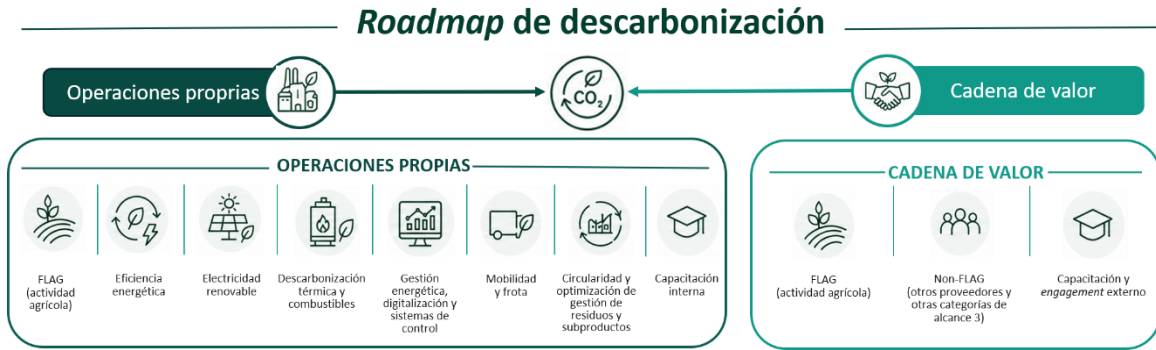 Roadmap de descarbonización
Operaciones proprias
CO₂
Cadena de valor
OPERACIONES PROPIAS
FLAG
(actividad
agrícola)
Eficiencia
energética
Electricidad
renovable
Descarbonización
térmica y
combustibles
Gestión
energética,
digitalización y
sistemas de
control
Mobilidad
y frota
Circularidad y
optimización de
gestión de
residuos y
subproductos
Capacitación
interna
CADENA DE VALOR
FLAG
(actividad agrícola)
Non-FLAG
(otros proveedores y
otras categorías de
alcance 3)
Capacitación y
engagement externo